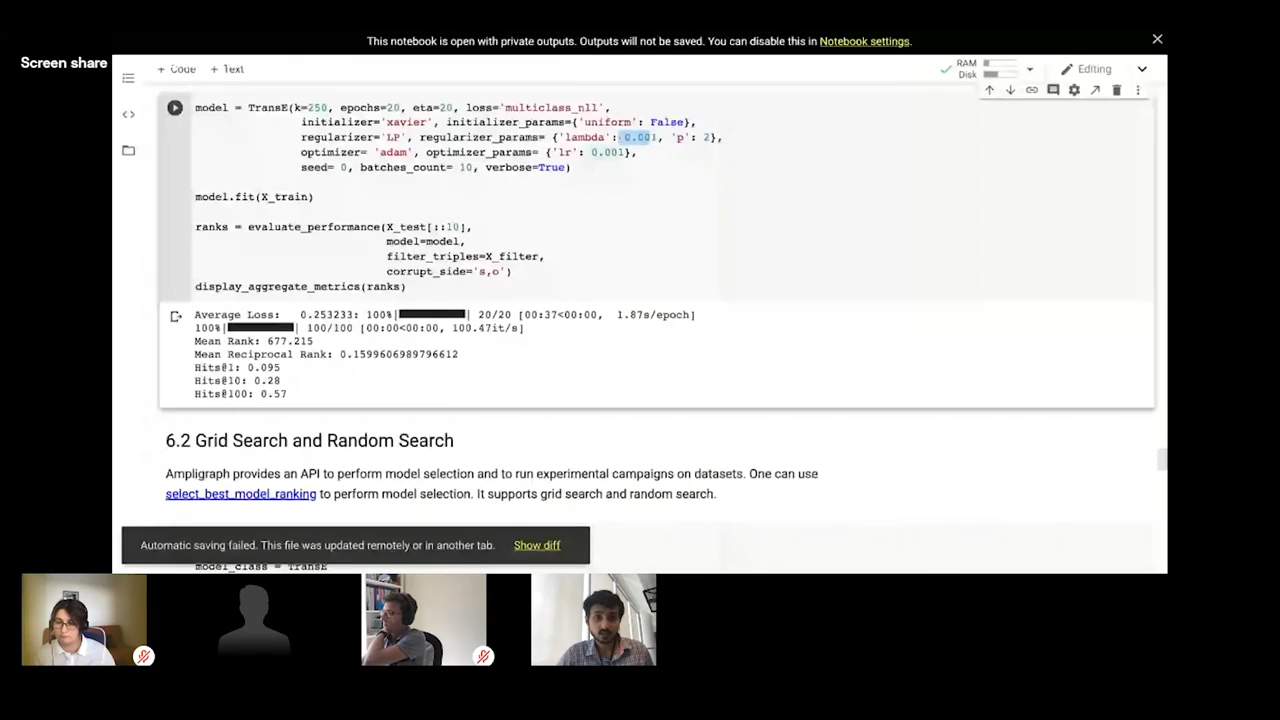 This notebook is open with private outputs. Outputs will not be saved. You can disable this in Notebook settings.
Screen share
+ Code + Text
RAM
Disk
Editing
model = TransE(k=250, epochs=20, eta=20, loss='multiclass_nll',
initializer='xavier', initializer_params={'uniform': False},
regularizer='LP', regularizer_params= {'lambda': 0.001, 'p': 2},
optimizer= 'adam', optimizer_params= {'lr': 0.001},
seed= 0, batches_count= 10, verbose=True)
model.fit(X_train)
ranks = evaluate_performance(X_test[::10],
model=model,
filter_triples=X_filter,
corrupt_side='s,o')
display_aggregate_metrics(ranks)
Average Loss: 0.253233: 100%| | 20/20 [00:37<00:00, 1.87s/epoch]
100%| | 100/100 [00:00<00:00, 100.47it/s]
Mean Rank: 677.215
Mean Reciprocal Rank: 0.1599606989796612
Hits@1: 0.095
Hits@10: 0.28
Hits@100: 0.57
6.2 Grid Search and Random Search
Ampligraph provides an API to perform model selection and to run experimental campaigns on datasets. One can use
select_best_model_ranking to perform model selection. It supports grid search and random search.
Automatic saving failed. This file was updated remotely or in another tab. Show diff
model_class = TransE